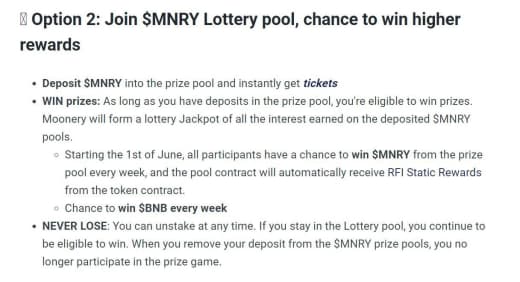 Option 2: Join $MNRY Lottery pool, chance to win higher
rewards
• Deposit $MNRY into the prize pool and instantly get tickets
• WIN prizes: As long as you have deposits in the prize pool, you're eligible to win prizes.
Moonery will form a lottery Jackpot of all the interest earned on the deposited $MNRY
pools.
◦ Starting the 1st of June, all participants have a chance to win $MNRY from the prize
pool every week, and the pool contract will automatically receive RFI Static Rewards
from the token contract.
◦ Chance to win $BNB every week
• NEVER LOSE: You can unstake at any time. If you stay in the Lottery pool, you continue to
be eligible to win. When you remove your deposit from the $MNRY prize pools, you no
longer participate in the prize game.